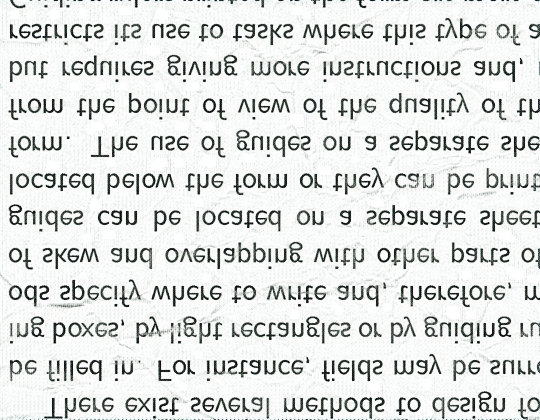 There exist several methods to design fo
be filled in. For instance, fields may be surr
ing boxes, by light rectangles or by guiding ru
ods specify where to write and, therefore, m
of skew and overlapping with other parts of
guides can be located on a separate sheet
located below the form or they can be print
form. The use of guides on a separate she
from the point of view of the quality of th
but requires giving more instructions and,
restricts its use to tasks where this type of a